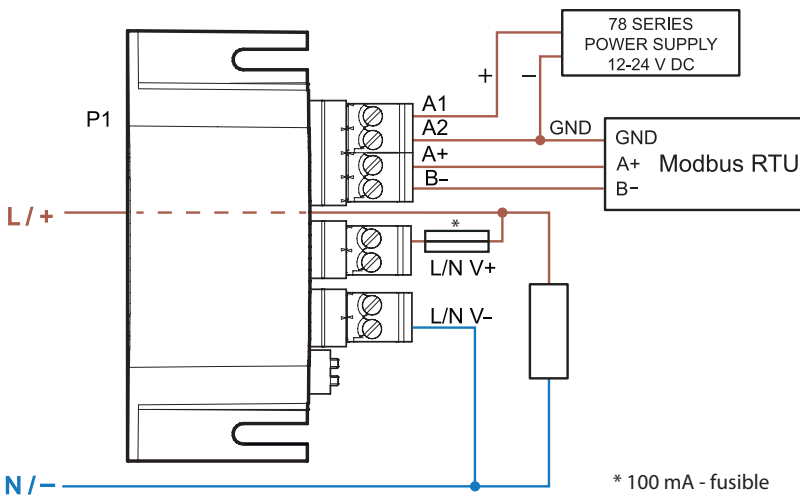 78 SERIES
POWER SUPPLY
12-24 V DC
+
–
A1
P1
A2
GND
GND
A+
A+
Modbus RTU
B–
B–
L / +
*
L/N V+
L/N V–
N / –
* 100 mA - fusible